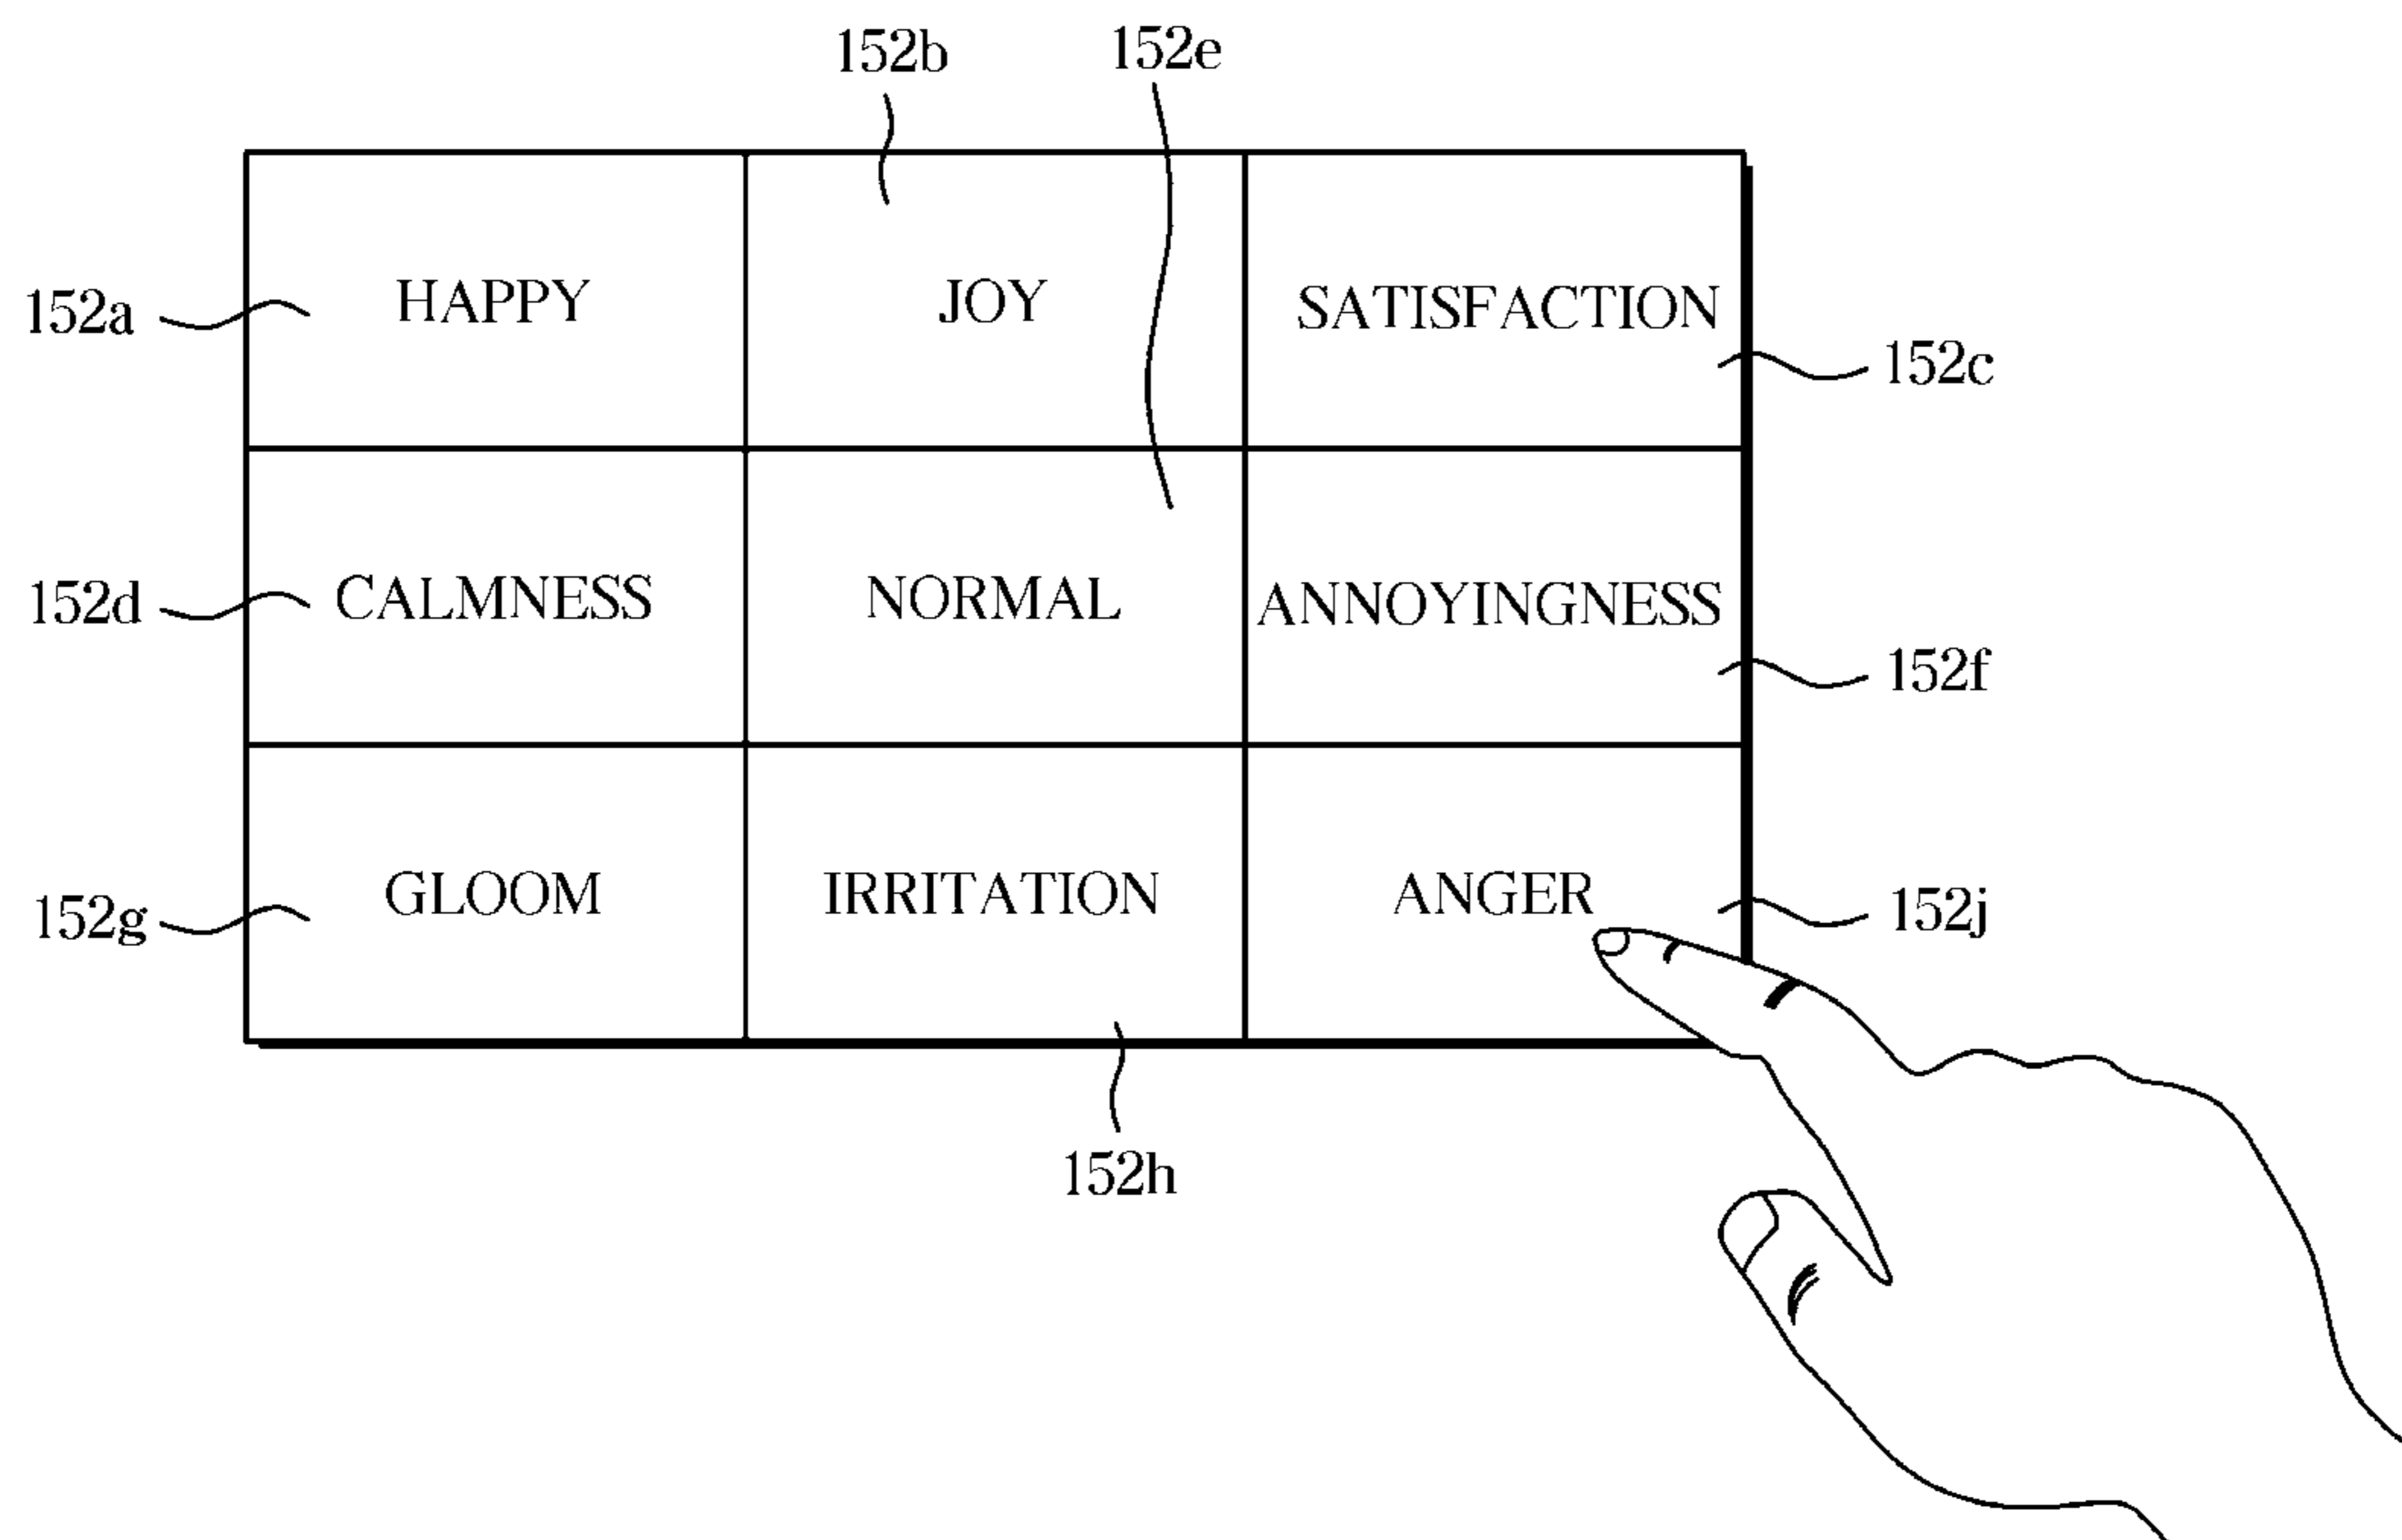 152b 152e
152a HAPPY JOY SATISFACTION
152c
152d CALMNESS NORMAL ANNOYINGNESS
152f
152g GLOOM IRRITATION ANGER 152j
152h